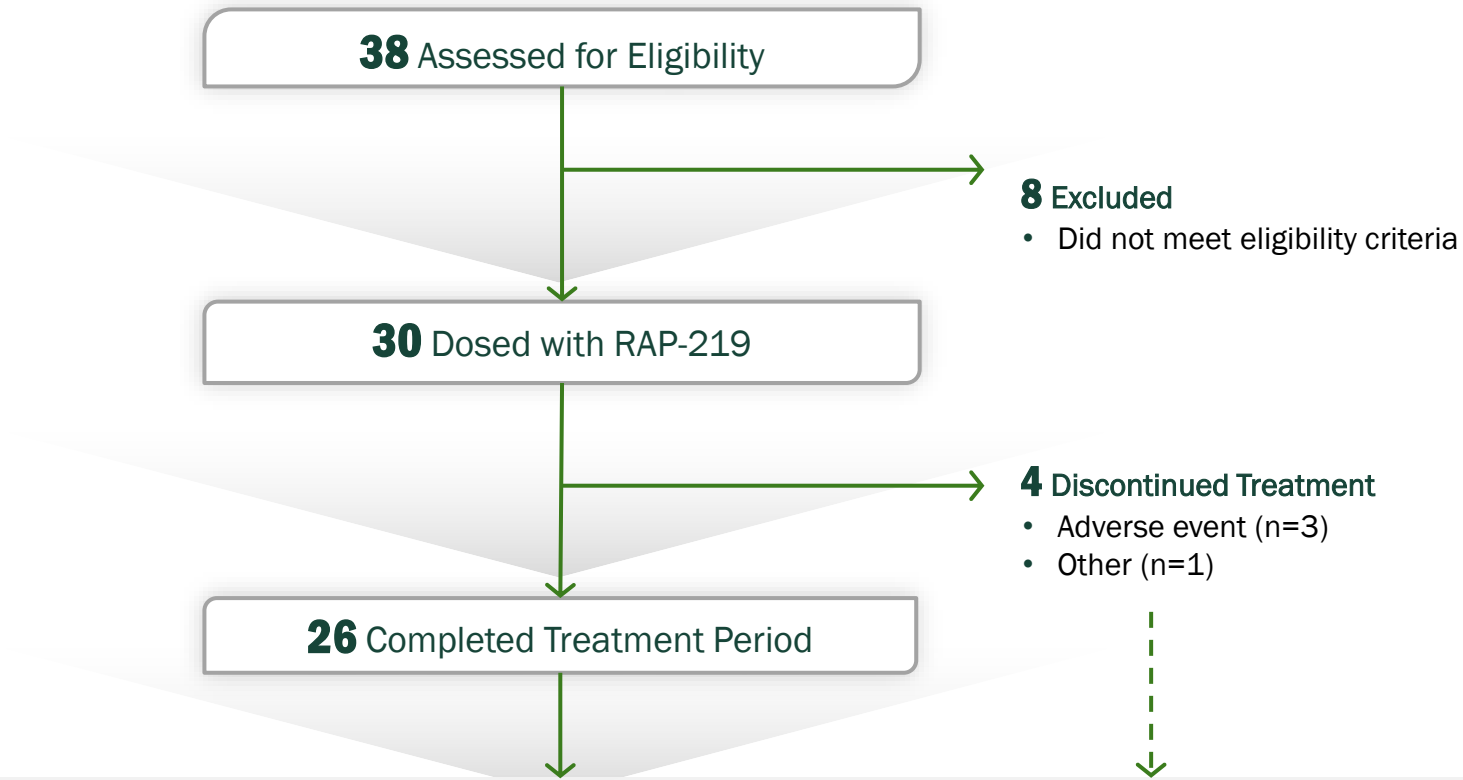 38 Assessed for Eligibility
8 Excluded
• Did not meet eligibility criteria
30 Dosed with RAP-219
4 Discontinued Treatment
• Adverse event (n=3)
• Other (n=1)
26 Completed Treatment Period